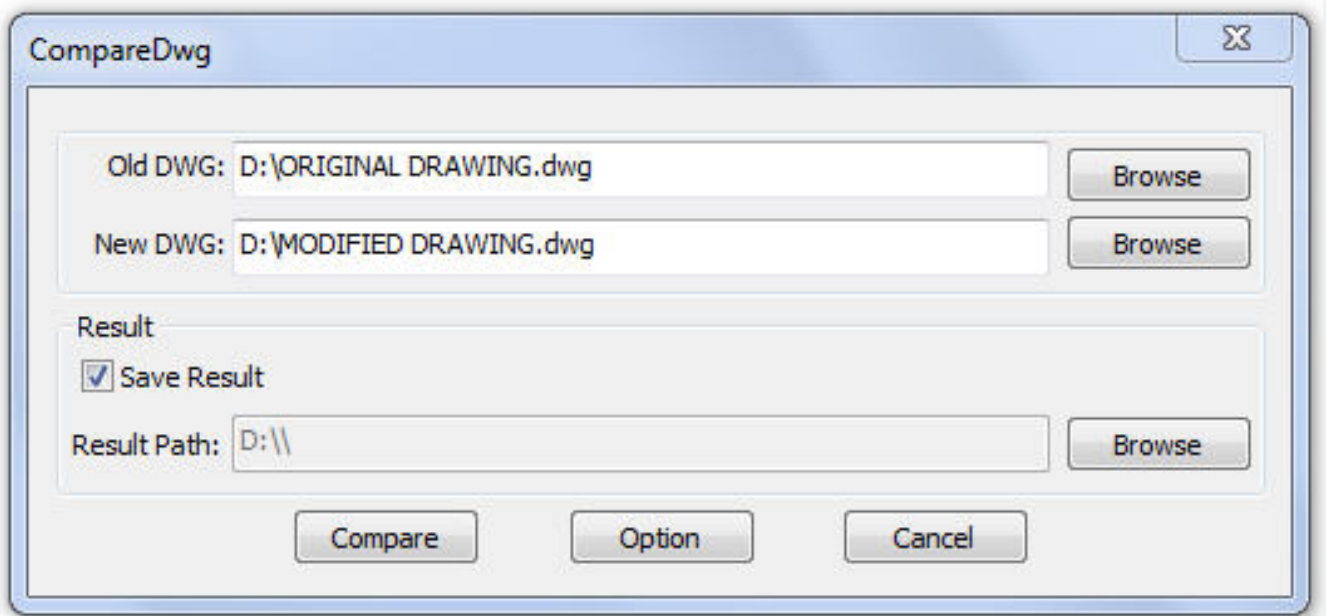 CompareDwg
Old DWG: D:\ORIGINAL DRAWING.dwg Browse
New DWG: D:\MODIFIED DRAWING.dwg Browse
Result
Save Result
Result Path: D:\\ Browse
Compare Option Cancel